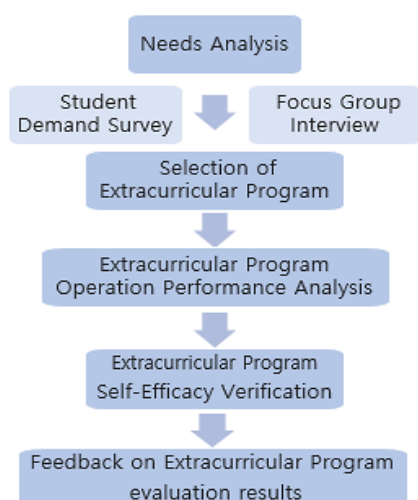 Needs Analysis
Student
Demand Survey
Focus Group
Interview
Selection of
Extracurricular Program
Extracurricular Program
Operation Performance Analysis
Extracurricular Program
Self-Efficacy Verification
Feedback on Extracurricular Program
evaluation results